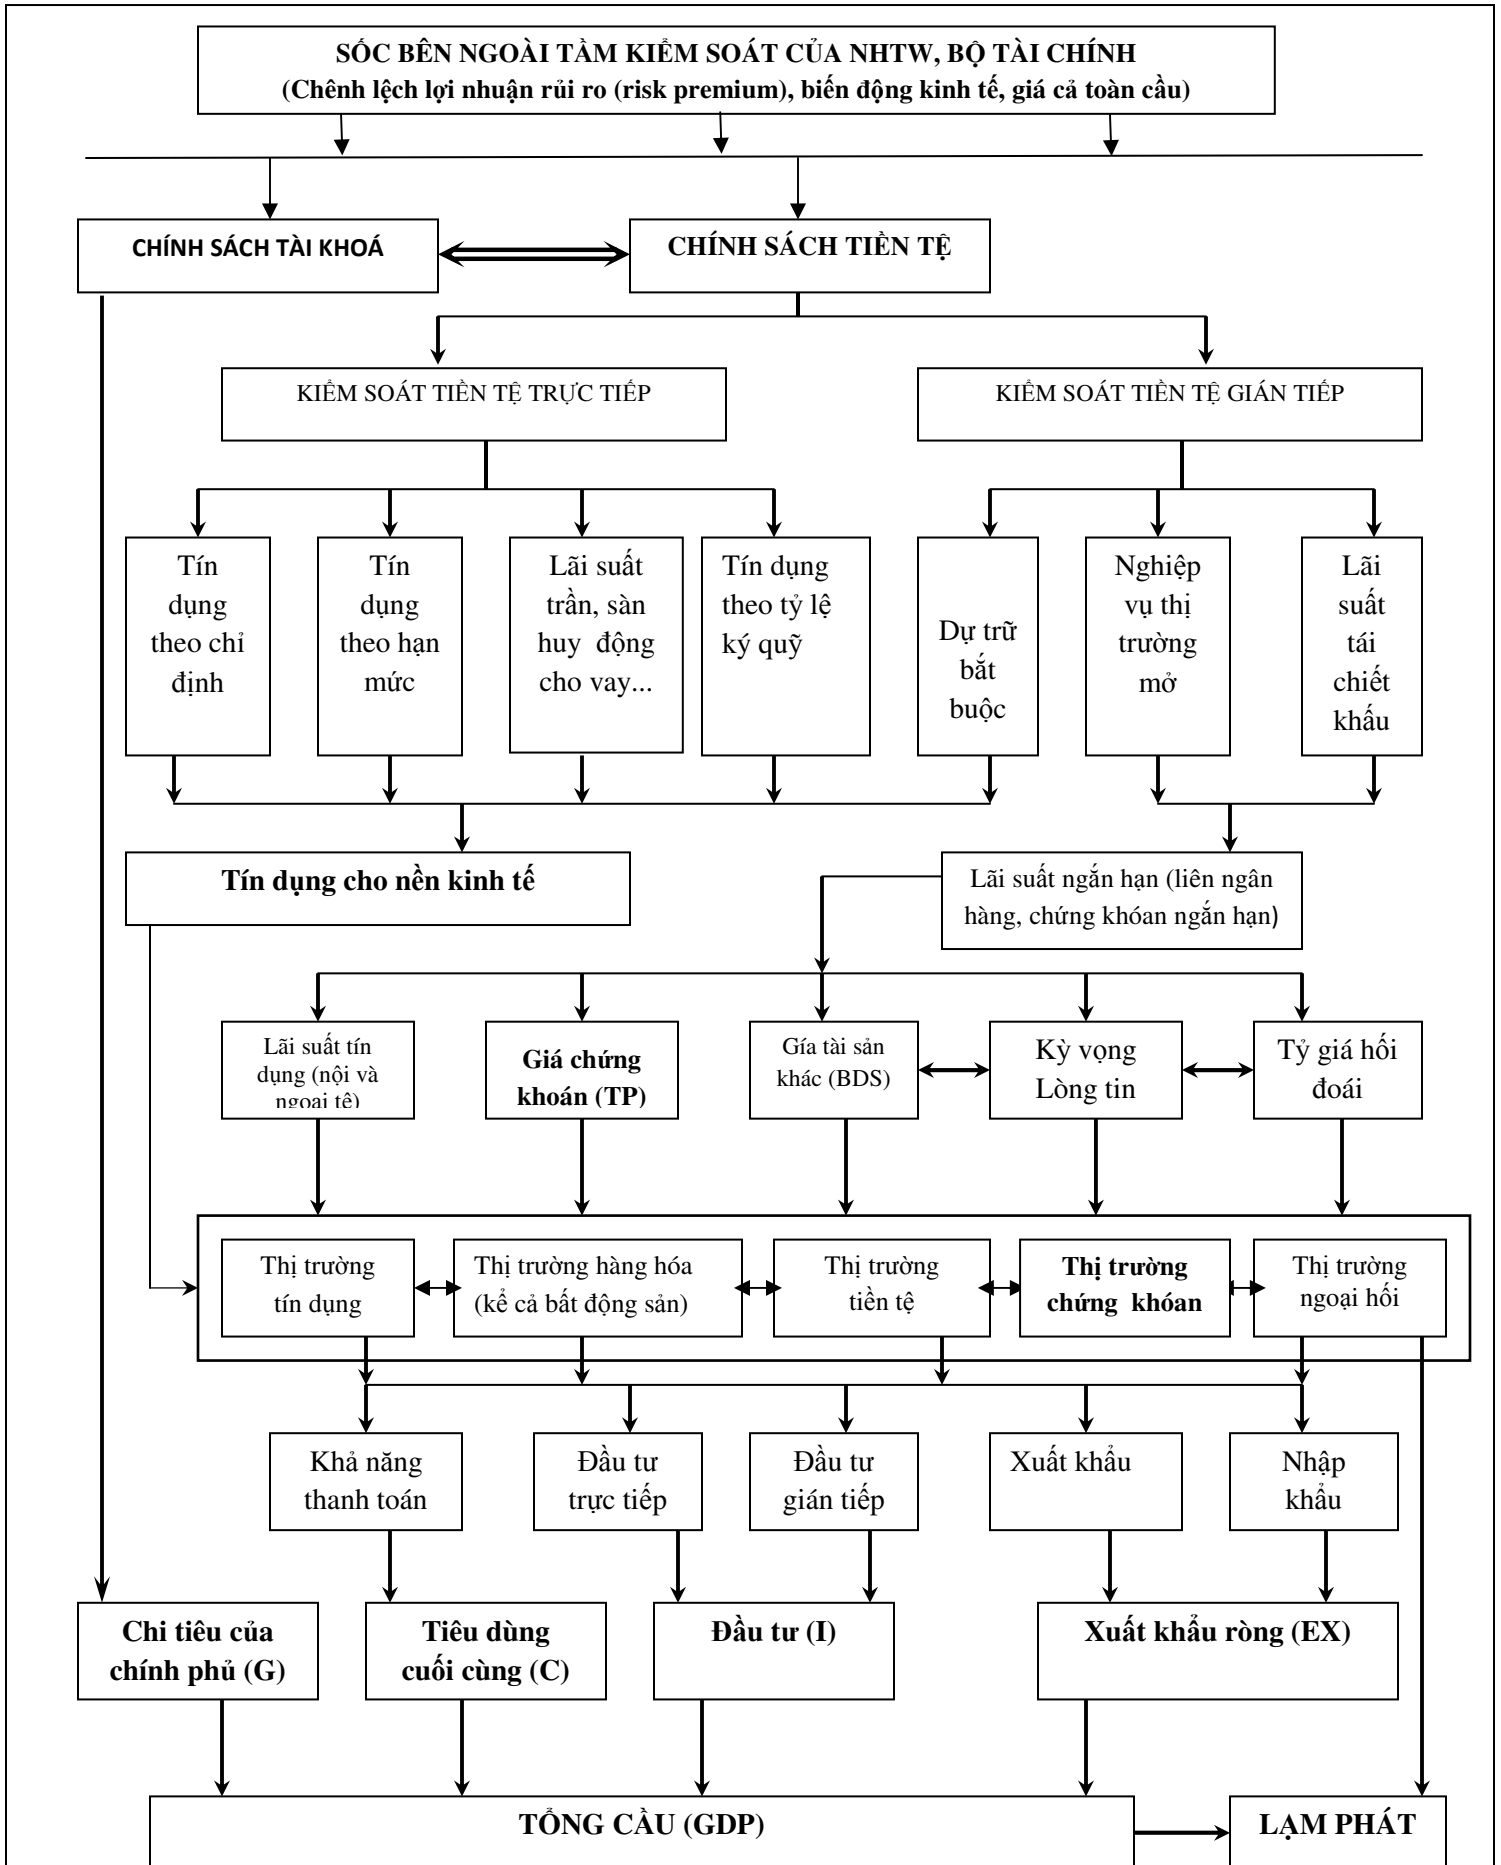 SỐC BÊN NGOÀI TẦM KIỂM SOÁT CỦA NHTW, BỘ TÀI CHÍNH
(Chênh lệch lợi nhuận rủi ro (risk premium), biến động kinh tế, giá cả toàn cầu)
CHÍNH SÁCH TÀI KHOÁ
CHÍNH SÁCH TIỀN TỆ
KIỂM SOÁT TIỀN TỆ TRỰC TIẾP
KIỂM SOÁT TIỀN TỆ GIÁN TIẾP
Tín
dụng
theo chỉ
định
Tín
dụng
theo hạn
mức
Lãi suất
trần, sàn
huy động
cho vay...
Tín dụng
theo tỷ lệ
ký quỹ
Dự trữ
bắt
buộc
Nghiệp
vụ thị
trường
mở
Lãi
suất
tái
chiết
khấu
Tín dụng cho nền kinh tế
Lãi suất ngắn hạn (liên ngân
hàng, chứng khóan ngắn hạn)
Lãi suất tín
dụng (nội và
ngoại tệ)
Giá chứng
khoán (TP)
Gía tài sản
khác (BDS)
Kỳ vọng
Lòng tin
Tỷ giá hối
đoái
Thị trường
tín dụng
Thị trường hàng hóa
(kể cả bất động sản)
Thị trường
tiền tệ
Thị trường
chứng khóan
Thị trường
ngoại hối
Khả năng
thanh toán
Đầu tư
trực tiếp
Đầu tư
gián tiếp
Xuất khẩu
Nhập
khẩu
Chi tiêu của
chính phủ (G)
Tiêu dùng
cuối cùng (C)
Đầu tư (I)
Xuất khẩu ròng (EX)
TỔNG CẦU (GDP)
LẠM PHÁT